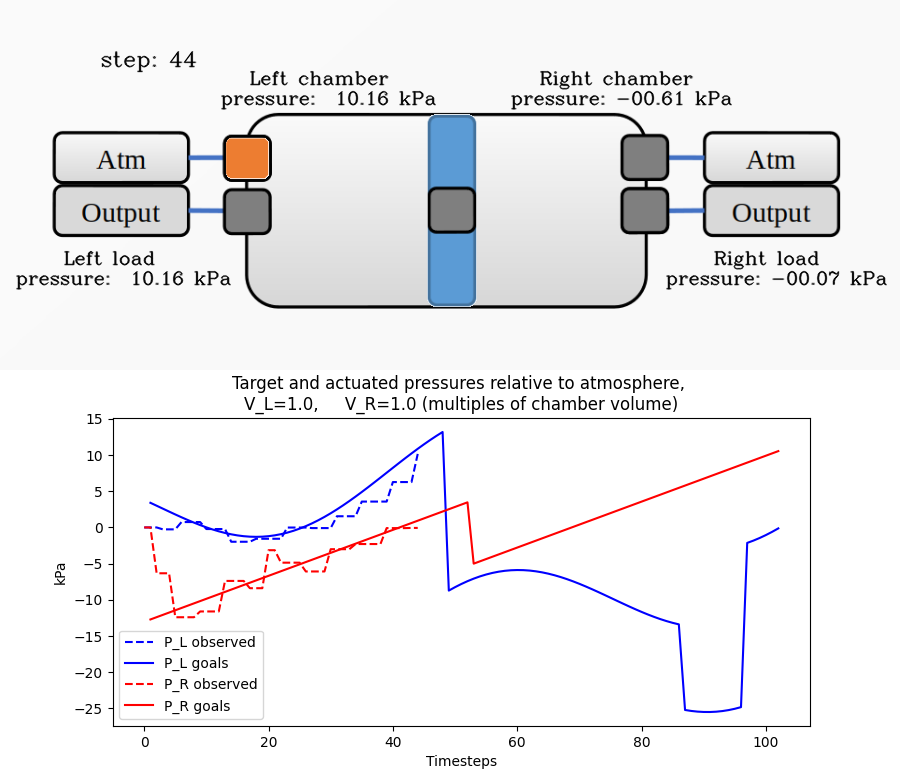 step: 44
Left chamber
pressure:  10.16 kPa
Right chamber
pressure: −00.61 kPa
Atm
Output
Atm
Output
Left load
pressure:  10.16 kPa
Right load
pressure: −00.07 kPa
Target and actuated pressures relative to atmosphere,
V_L=1.0,     V_R=1.0 (multiples of chamber volume)
15
10
5
0
−5
−10
−15
−20
−25
kPa
P_L observed
P_L goals
P_R observed
P_R goals
0 20 40 60 80 100
Timesteps